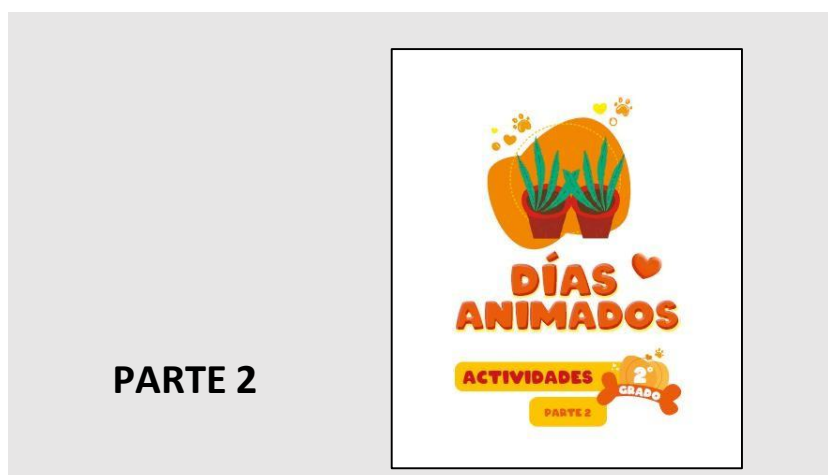 PARTE 2
DÍAS
ANIMADOS
ACTIVIDADES
2°
GRADO
PARTE 2